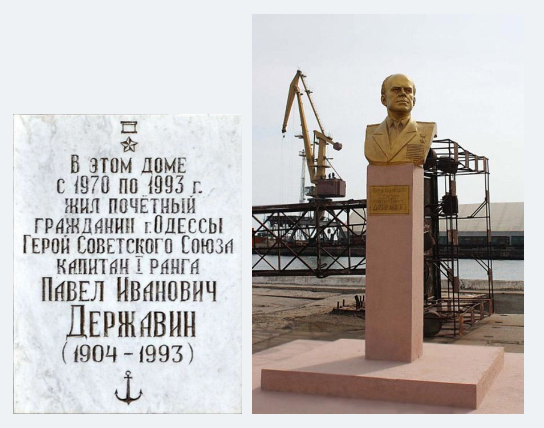 В ЭТОМ ДОМЕ
С 1970 ПО 1993 Г.
ЖИЛ ПОЧЁТНЫЙ
ГРАЖДАНИН Г.ОДЕССЫ
ГЕРОЙ СОВЕТСКОГО СОЮЗА
КАПИТАН I РАНГА
ПАВЕЛ ИВАНОВИЧ
ДЕРЖАВИН
(1904 - 1993)